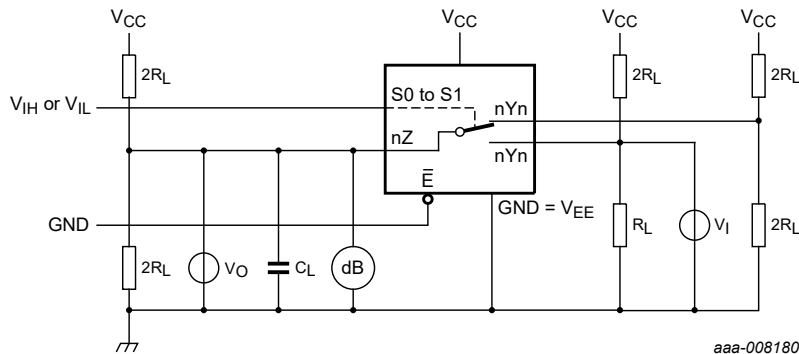 VCC VCC VCC VCC
2RL 2RL 2RL
VIH or VIL S0 to S1 nYn
nZ nYn
E̅
GND GND = VEE
2RL VO CL dB RL VI 2RL
aaa-008180